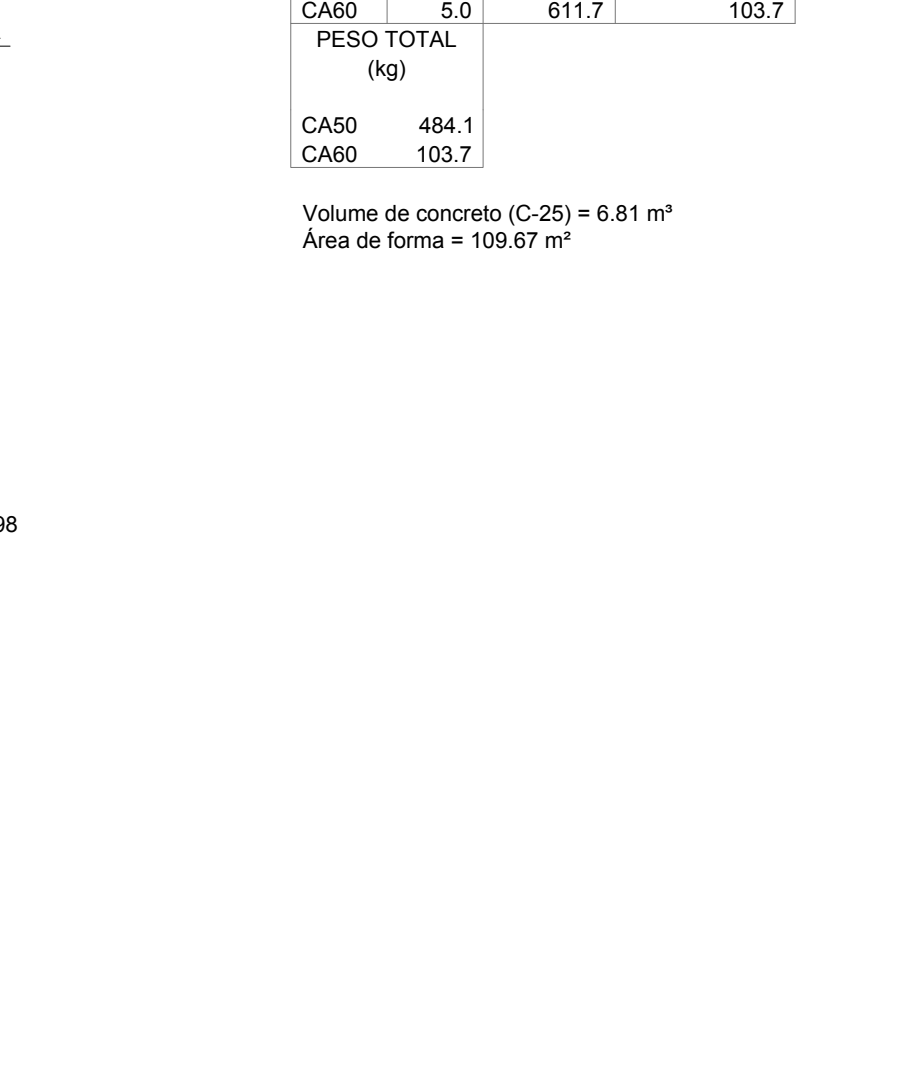 CA60 5.0 611.7 103.7
PESO TOTAL
(kg)
CA50 484.1
CA60 103.7
Volume de concreto (C-25) = 6.81 m³
Área de forma = 109.67 m²
98